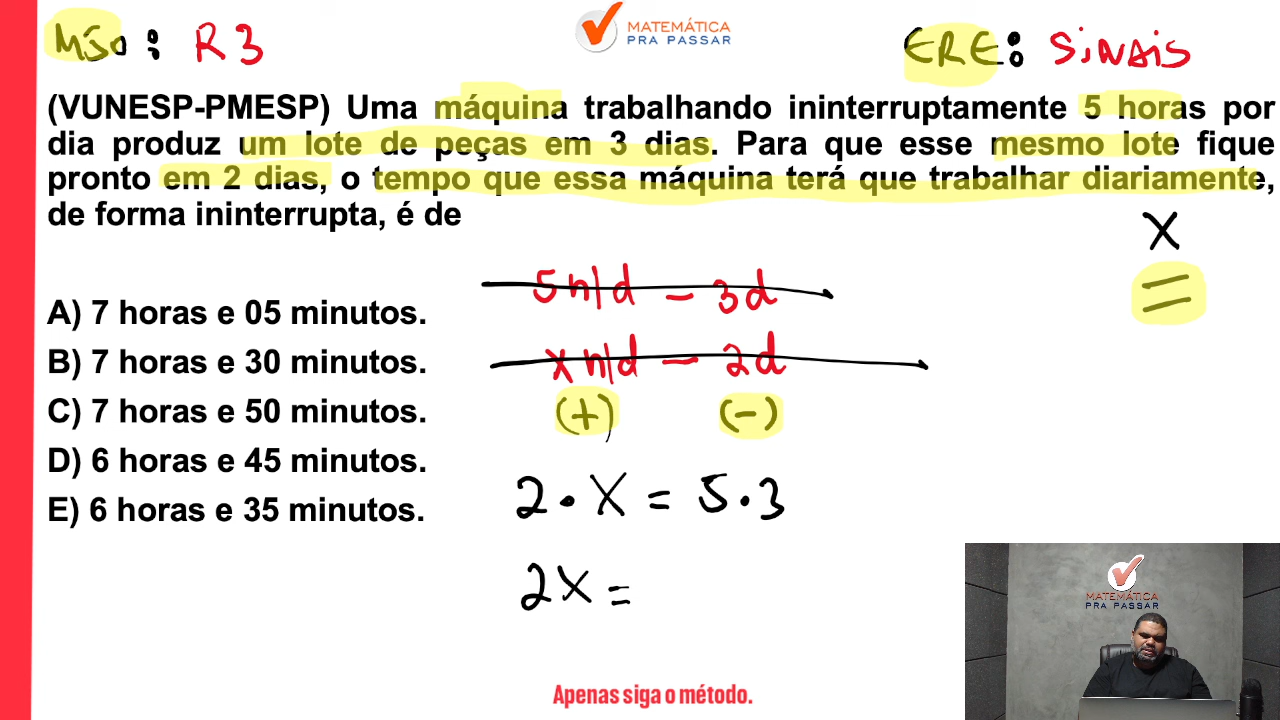 MÉTO: R3
MATEMÁTICA
PRA PASSAR
ERE: SINAIS
(VUNESP-PMESP) Uma máquina trabalhando ininterruptamente 5 horas por
dia produz um lote de peças em 3 dias. Para que esse mesmo lote fique
pronto em 2 dias, o tempo que essa máquina terá que trabalhar diariamente,
de forma ininterrupta, é de
X
=
5h/d - 3d
A) 7 horas e 05 minutos.
x h/d - 2d
B) 7 horas e 30 minutos.
(+) (-)
C) 7 horas e 50 minutos.
D) 6 horas e 45 minutos.
2 . X = 5.3
E) 6 horas e 35 minutos.
2X =
MATEMÁTICA
PRA PASSAR
Apenas siga o método.